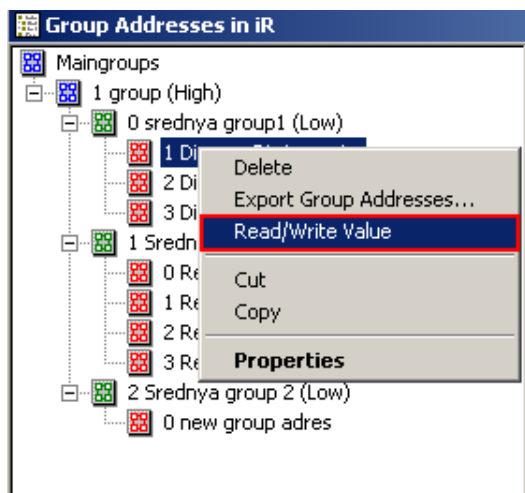 Group Addresses in iR
Maingroups
1 group (High)
0 srednya group1 (Low)
1
2 Di
3 Di
1 Sredn
0 Re
1 Re
2 Re
3 Re
2 Srednya group 2 (Low)
0 new group adres
Delete
Export Group Addresses...
Read/Write Value
Cut
Copy
Properties